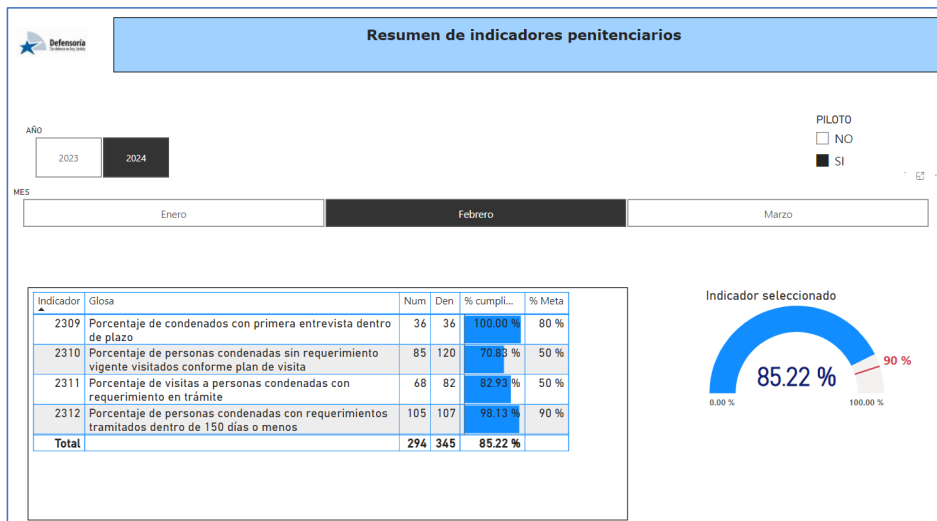 Resumen de indicadores penitenciarios
Defensoría
AÑO
2023
2024
PILOTO
NO
SI
MES
Enero
Febrero
Marzo
Indicador Glosa Num Den % cumpli... % Meta
2309 Porcentaje de condenados con primera entrevista dentro 36 36 100.00 % 80 %
de plazo
2310 Porcentaje de personas condenadas sin requerimiento 85 120 70.83 % 50 %
vigente visitados conforme plan de visita
2311 Porcentaje de visitas a personas condenadas con 68 82 82.93 % 50 %
requerimiento en trámite
2312 Porcentaje de personas condenadas con requerimientos 105 107 98.13 % 90 %
tramitados dentro de 150 días o menos
Total 294 345 85.22 %
Indicador seleccionado
90 %
85.22 %
0.00 %
100.00 %